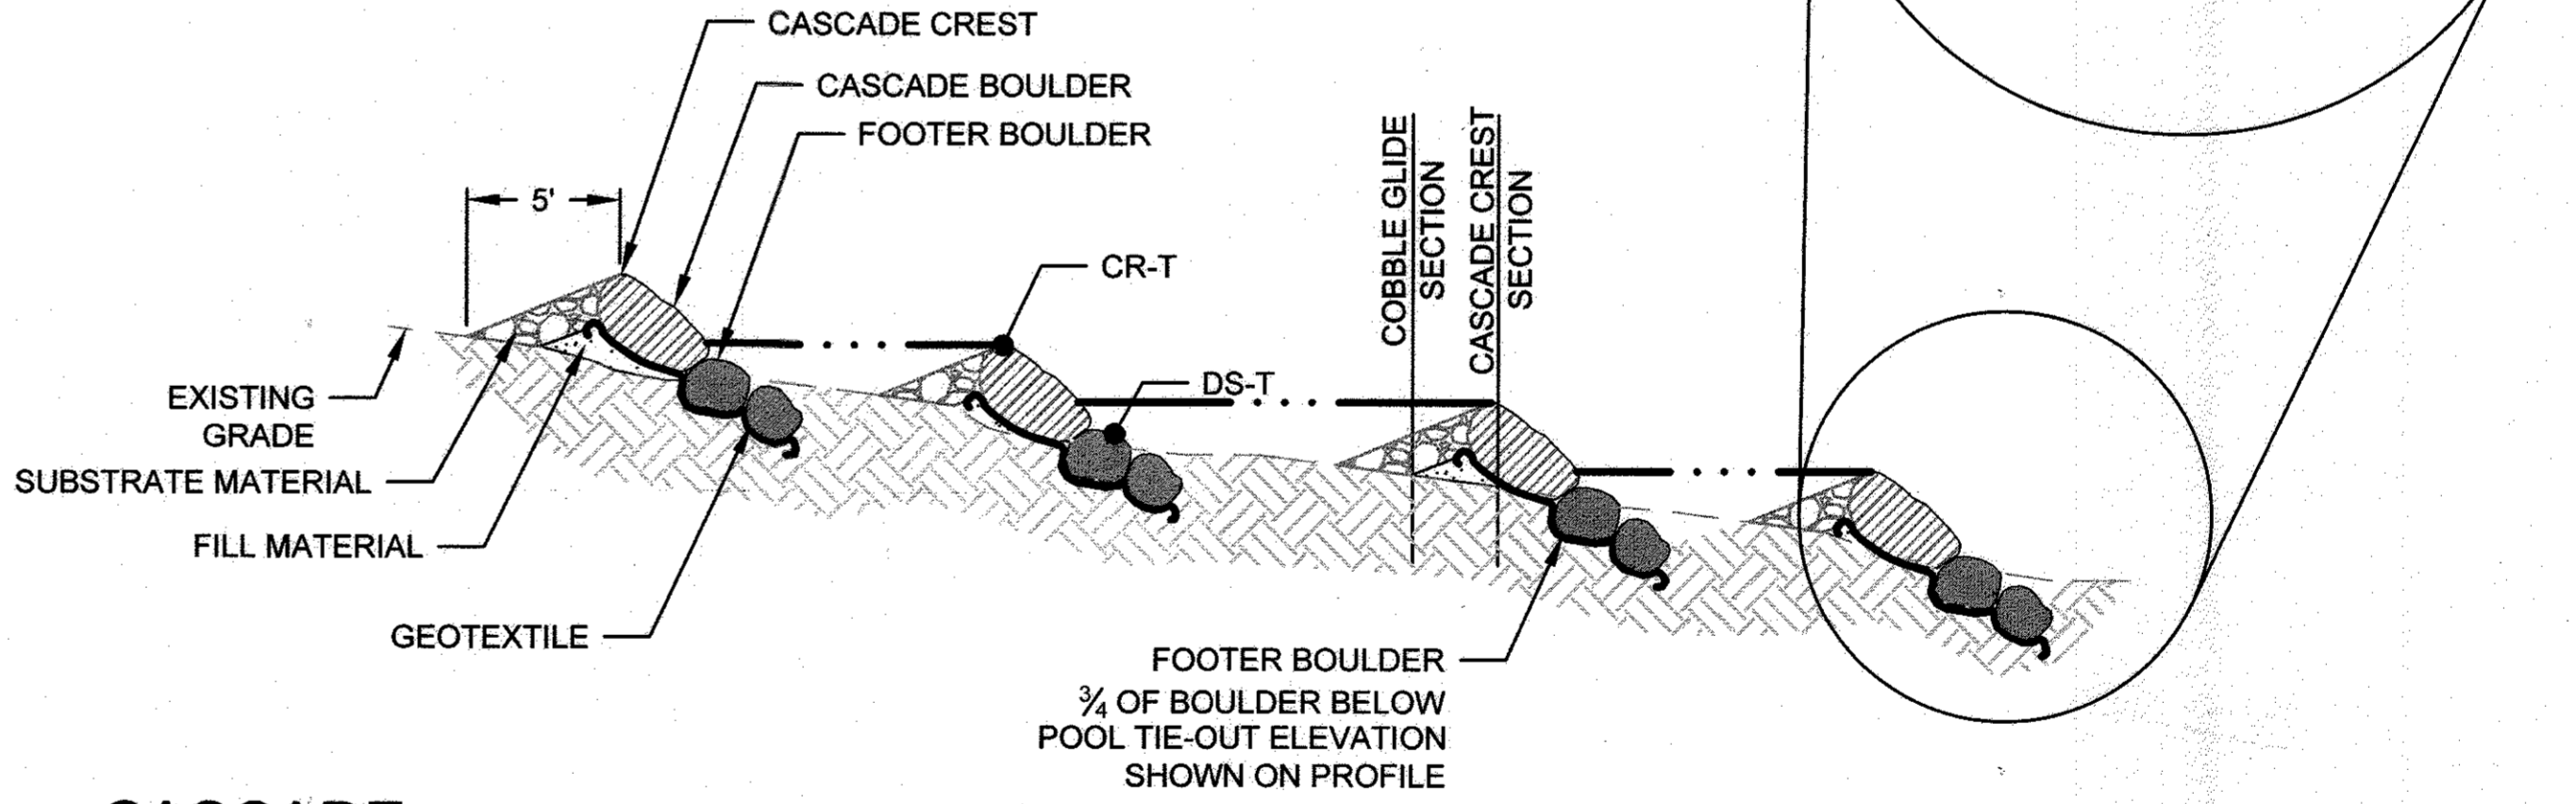 CASCADE CREST
CASCADE BOULDER
FOOTER BOULDER
5'
CR-T
DS-T
COBBLE GLIDE
SECTION
CASCADE CREST
SECTION
EXISTING
GRADE
SUBSTRATE MATERIAL
FILL MATERIAL
GEOTEXTILE
FOOTER BOULDER
¾ OF BOULDER BELOW
POOL TIE-OUT ELEVATION
SHOWN ON PROFILE
CASCADE